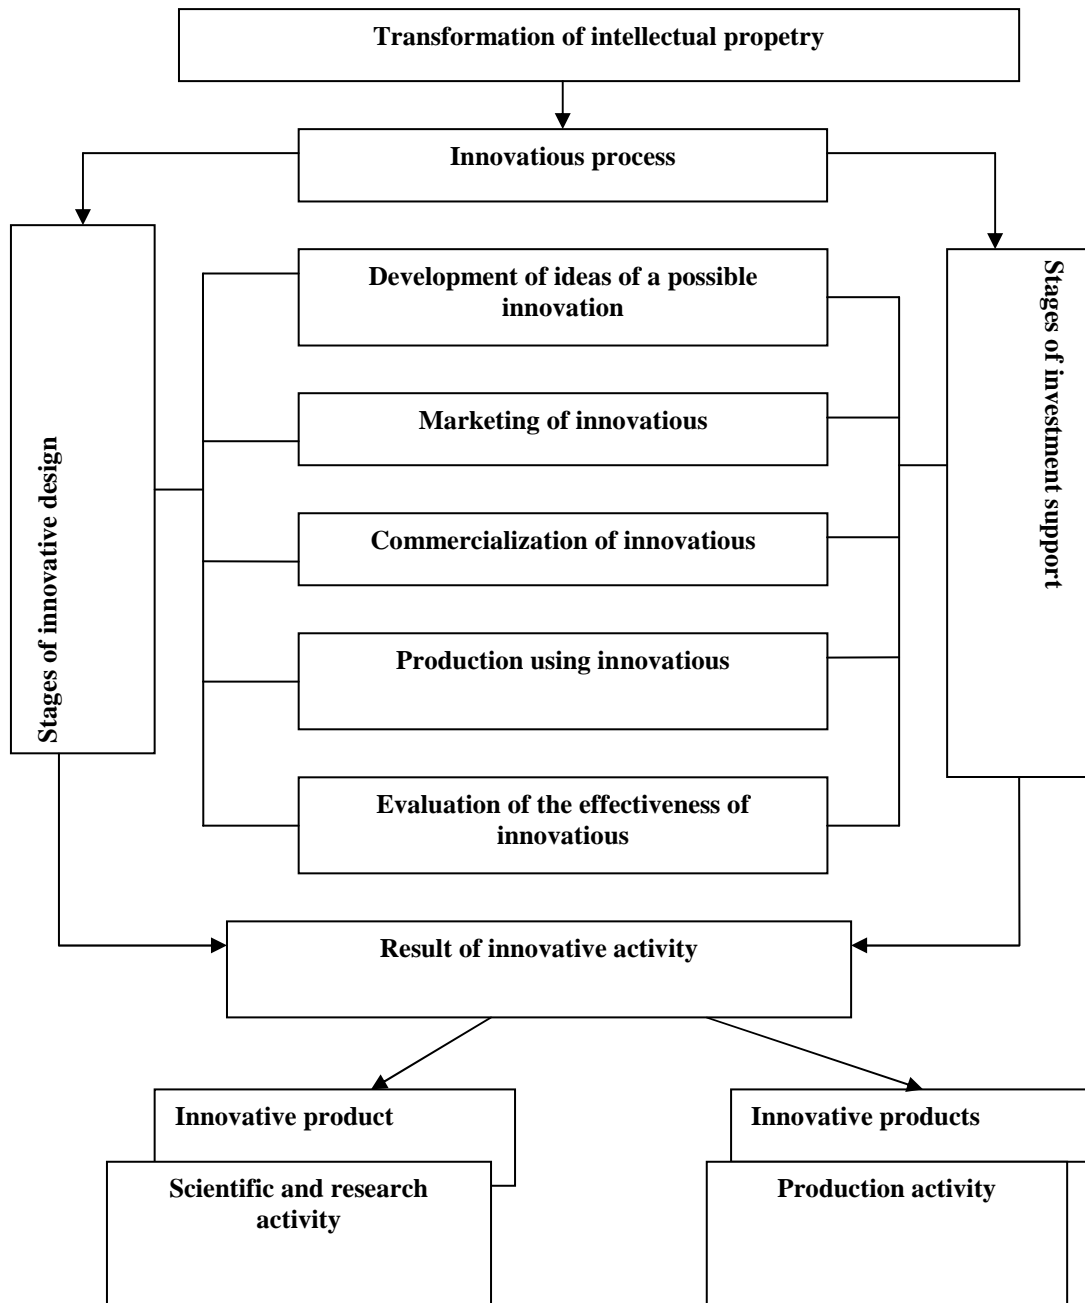 Transformation of intellectual propetry
Innovatious process
Stages of innovative design
Development of ideas of a possible
innovation
Marketing of innovatious
Commercialization of innovatious
Production using innovatious
Evaluation of the effectiveness of
innovatious
Stages of investment support
Result of innovative activity
Innovative product
Scientific and research
activity
Innovative products
Production activity